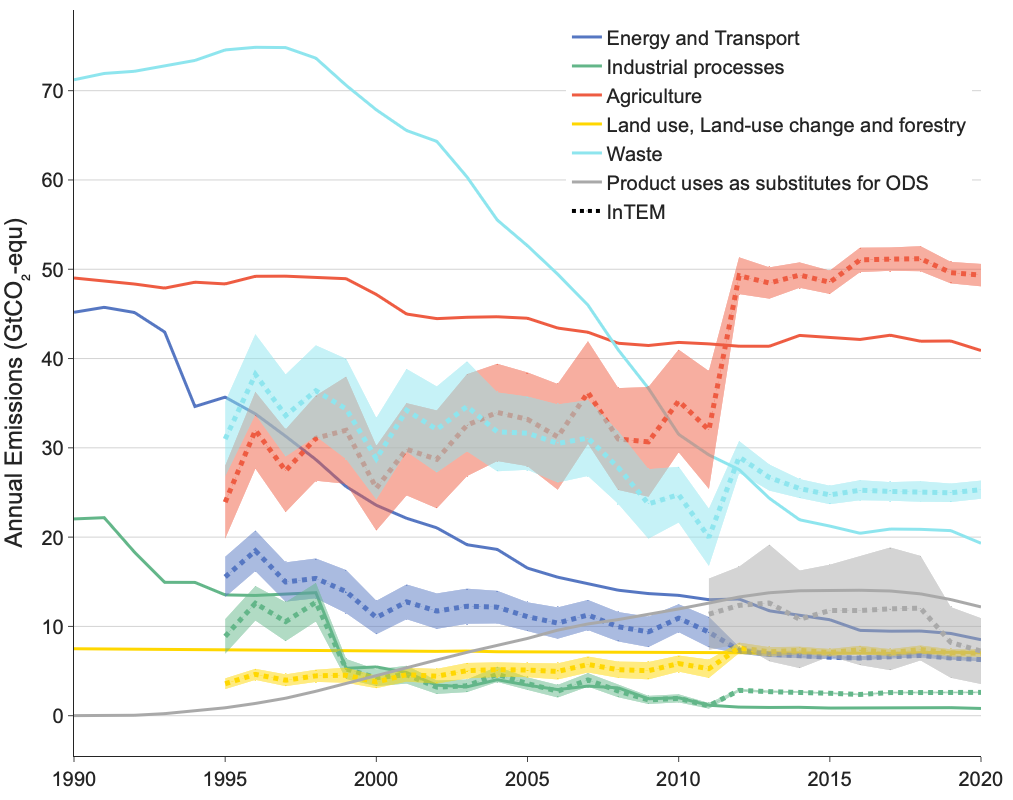 Energy and Transport
Industrial processes
Agriculture
Land use, Land-use change and forestry
Waste
Product uses as substitutes for ODS
InTEM
Annual Emissions (GtCO₂-equ)
70
60
50
40
30
20
10
0
1990 1995 2000 2005 2010 2015 2020